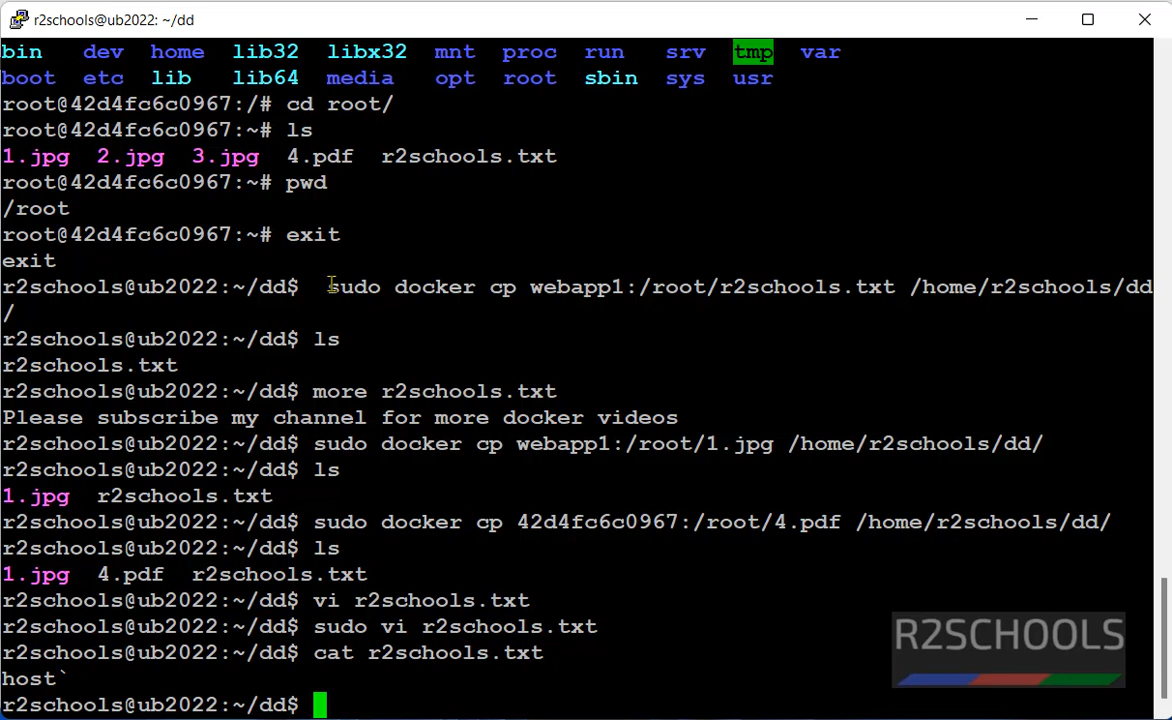 r2schools@ub2022: ~/dd
bin dev home lib32 libx32 mnt proc run srv tmp var
boot etc lib lib64 media opt root sbin sys usr
root@42d4fc6c0967:/# cd root/
root@42d4fc6c0967:~# ls
1.jpg 2.jpg 3.jpg 4.pdf r2schools.txt
root@42d4fc6c0967:~# pwd
/root
root@42d4fc6c0967:~# exit
exit
r2schools@ub2022:~/dd$ sudo docker cp webapp1:/root/r2schools.txt /home/r2schools/dd
/
r2schools@ub2022:~/dd$ ls
r2schools.txt
r2schools@ub2022:~/dd$ more r2schools.txt
Please subscribe my channel for more docker videos
r2schools@ub2022:~/dd$ sudo docker cp webapp1:/root/1.jpg /home/r2schools/dd/
r2schools@ub2022:~/dd$ ls
1.jpg r2schools.txt
r2schools@ub2022:~/dd$ sudo docker cp 42d4fc6c0967:/root/4.pdf /home/r2schools/dd/
r2schools@ub2022:~/dd$ ls
1.jpg 4.pdf r2schools.txt
r2schools@ub2022:~/dd$ vi r2schools.txt
r2schools@ub2022:~/dd$ sudo vi r2schools.txt
r2schools@ub2022:~/dd$ cat r2schools.txt
host`
r2schools@ub2022:~/dd$
R2SCHOOLS